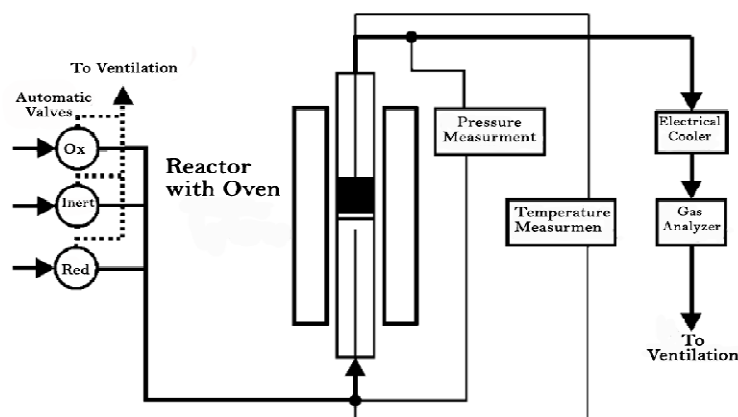 To Ventilation
Automatic
Valves
Ox
Inert
Red
Reactor
with Oven
Pressure
Measurment
Temperature
Measurmen
Electrical
Cooler
Gas
Analyzer
To
Ventilation